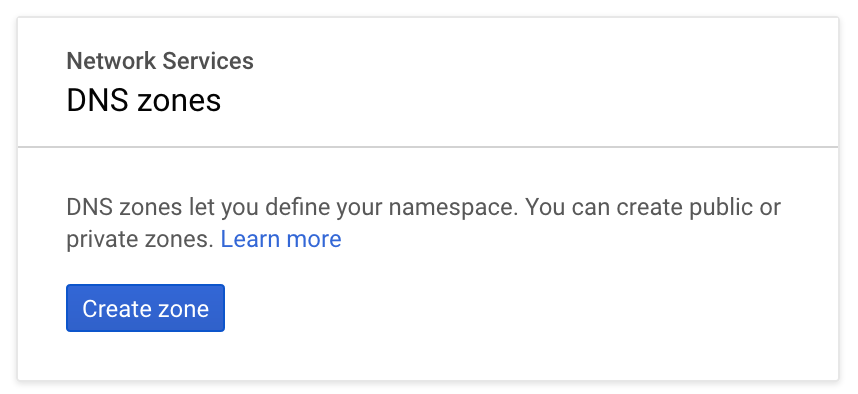 Network Services
DNS zones
DNS zones let you define your namespace. You can create public or
private zones. Learn more
Create zone